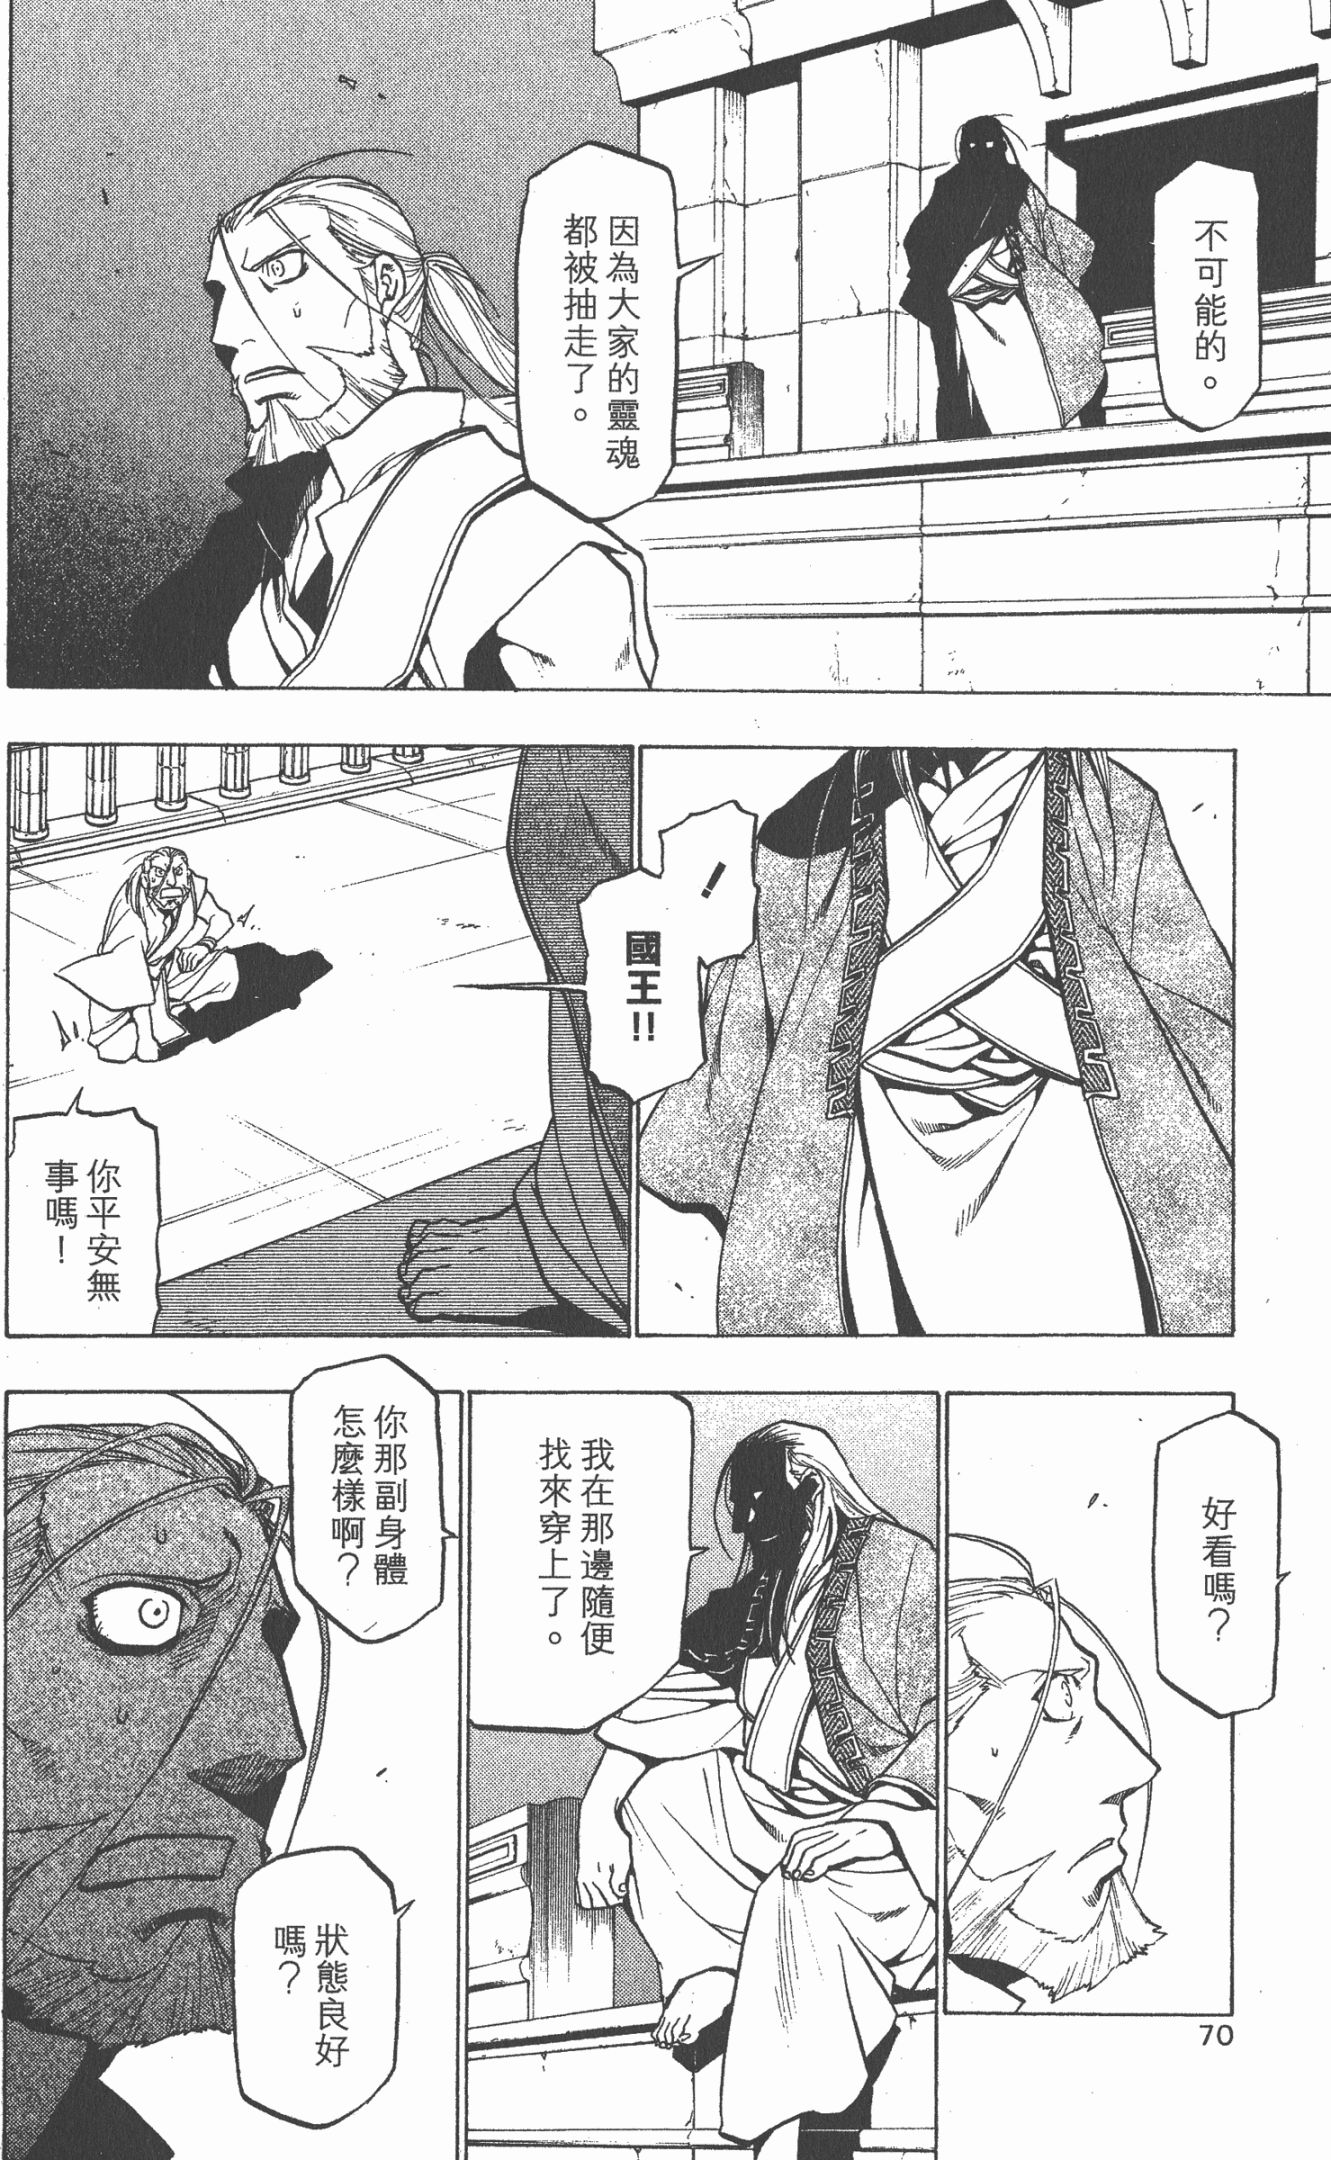 不可能的。
因為大家的靈魂
都被抽走了。
！
國王!!
你平安無
事嗎！
好看嗎？
我在那邊隨便
找來穿上了。
你那副身體
怎麼樣啊？
狀態良好
嗎？
70